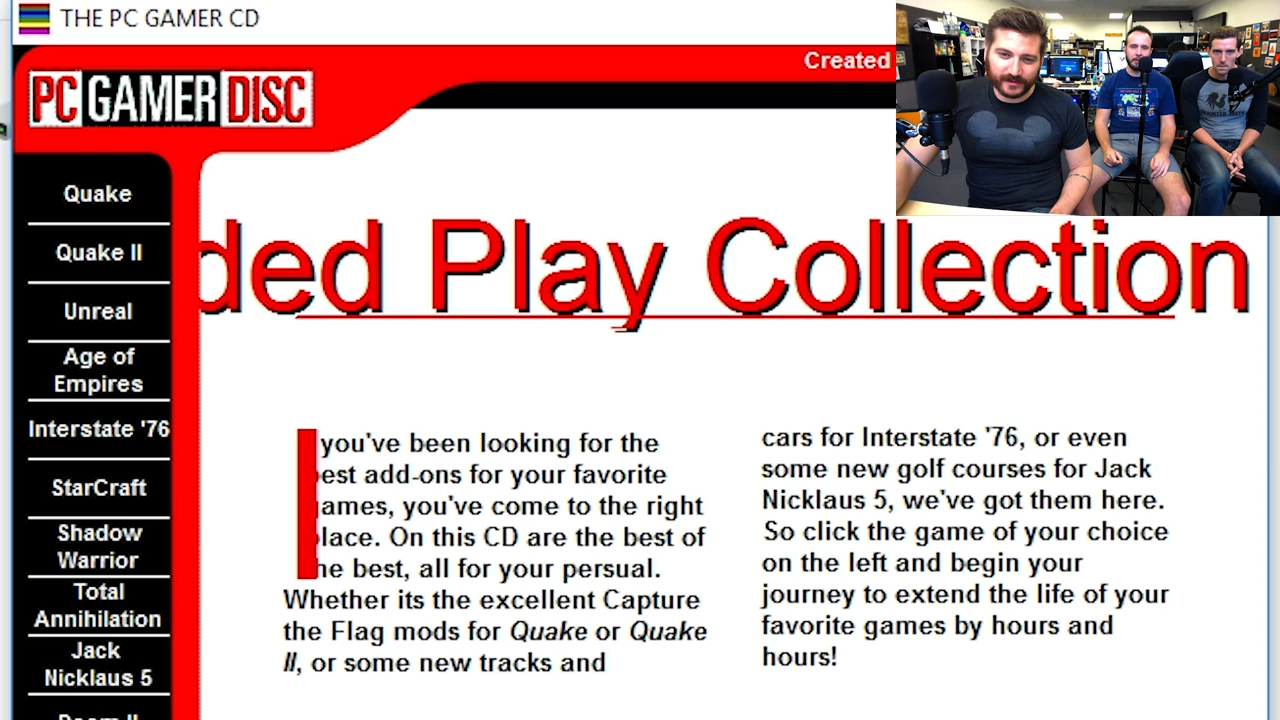 THE PC GAMER CD
Created
PC GAMER DISC
Quake
Quake II
Unreal
Age of
Empires
Interstate '76
StarCraft
Shadow
Warrior
Total
Annihilation
Jack
Nicklaus 5
Doom II
ded Play Collection
I you've been looking for the
est add-ons for your favorite
ames, you've come to the right
lace. On this CD are the best of
he best, all for your persual.
Whether its the excellent Capture
the Flag mods for Quake or Quake
II, or some new tracks and
cars for Interstate '76, or even
some new golf courses for Jack
Nicklaus 5, we've got them here.
So click the game of your choice
on the left and begin your
journey to extend the life of your
favorite games by hours and
hours!